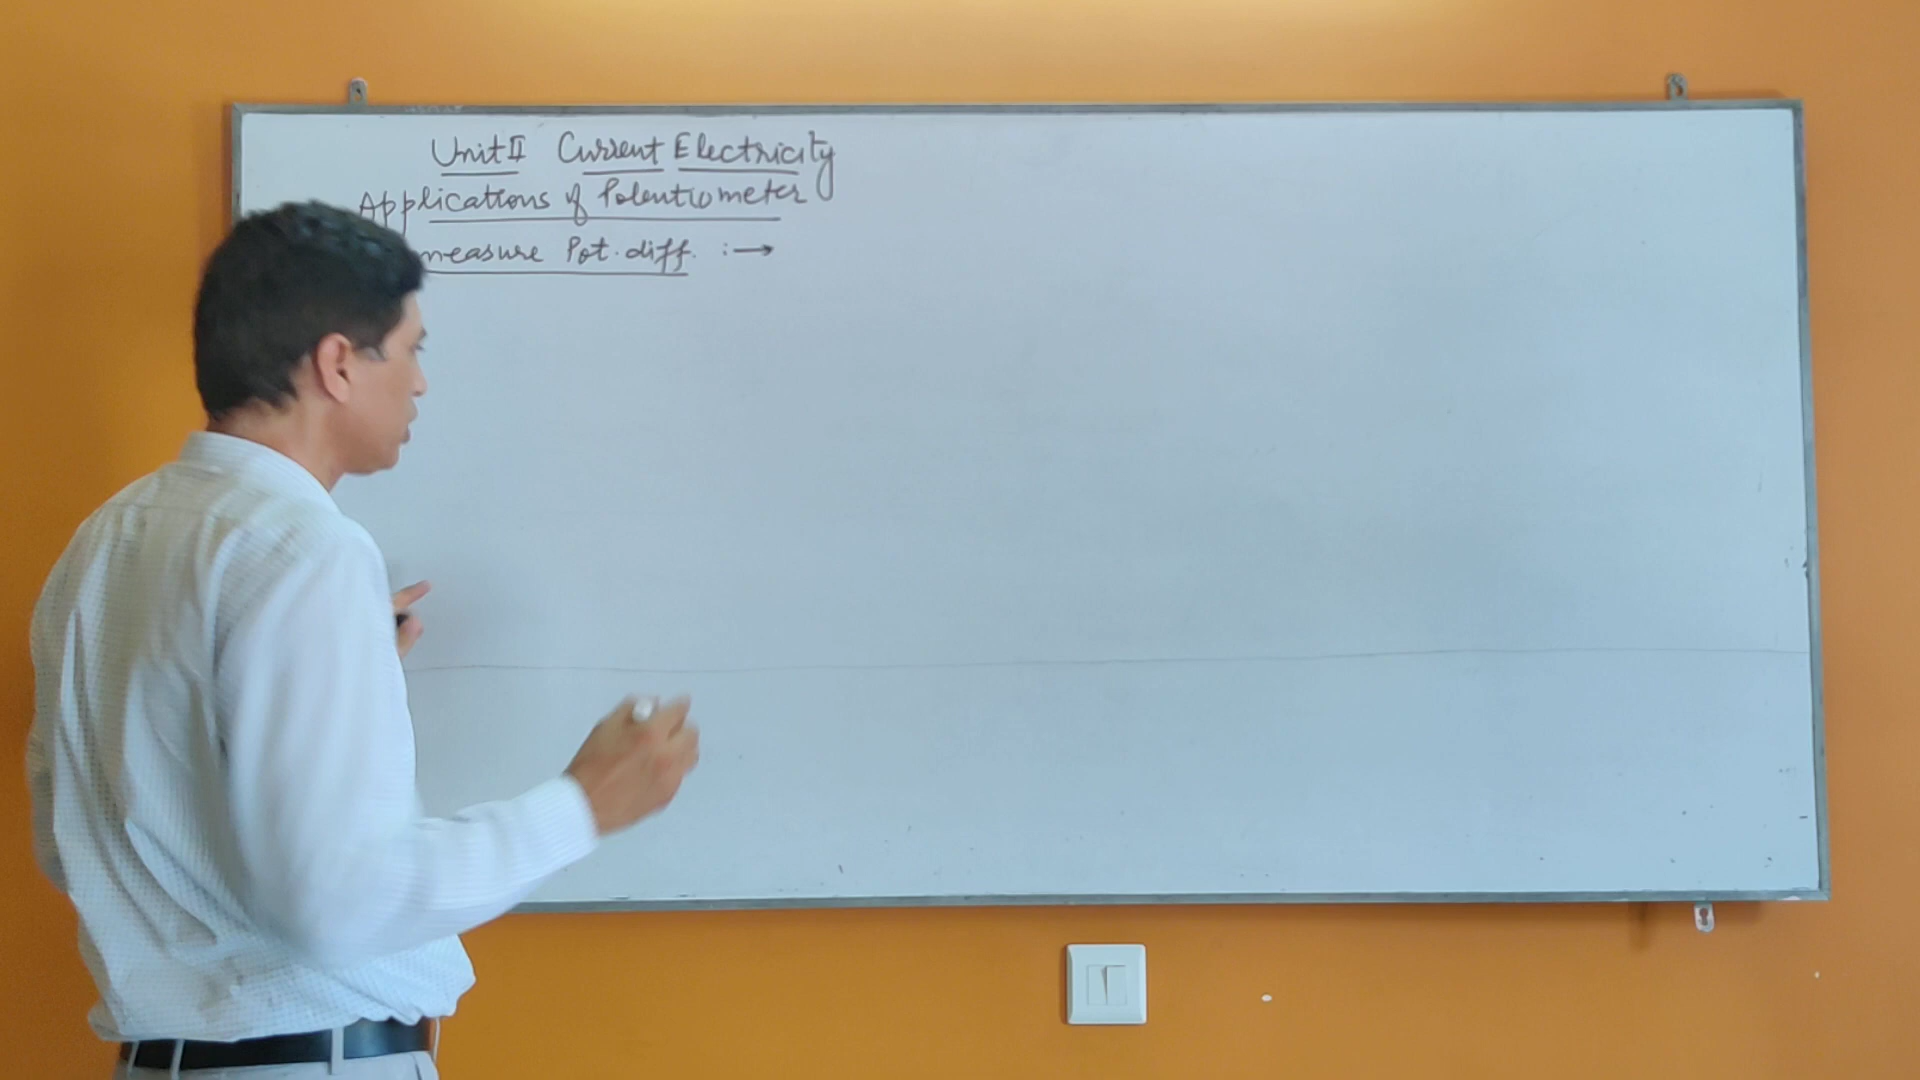 Unit II Current Electricity
Applications of Potentiometer
measure Pot. diff. :→